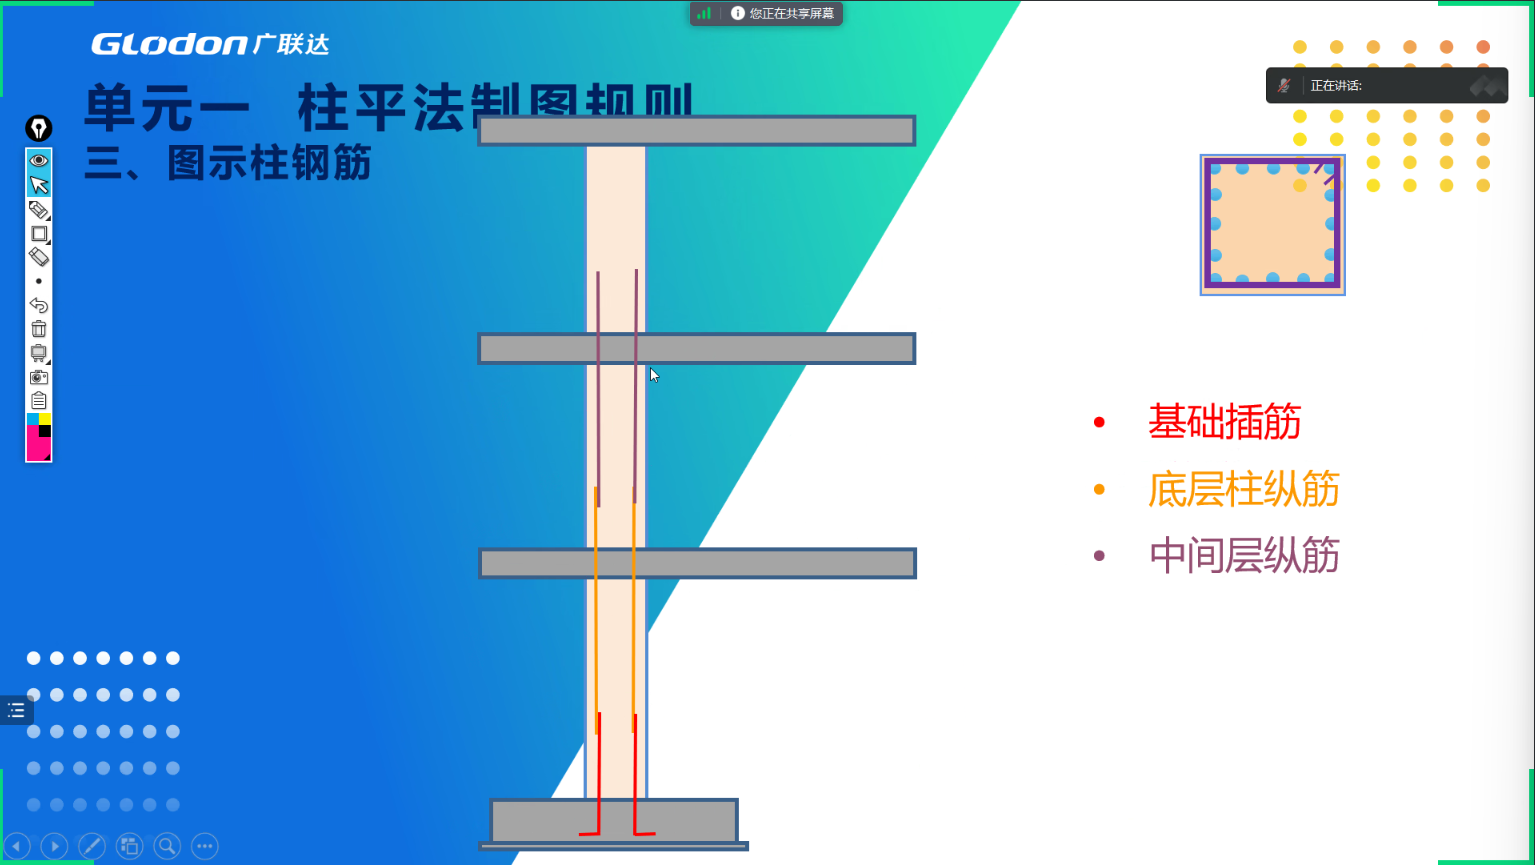 您正在共享屏幕
GLodon广联达
正在讲话:
单元一 柱平法制图规则
三、图示柱钢筋
• 基础插筋
• 底层柱纵筋
• 中间层纵筋